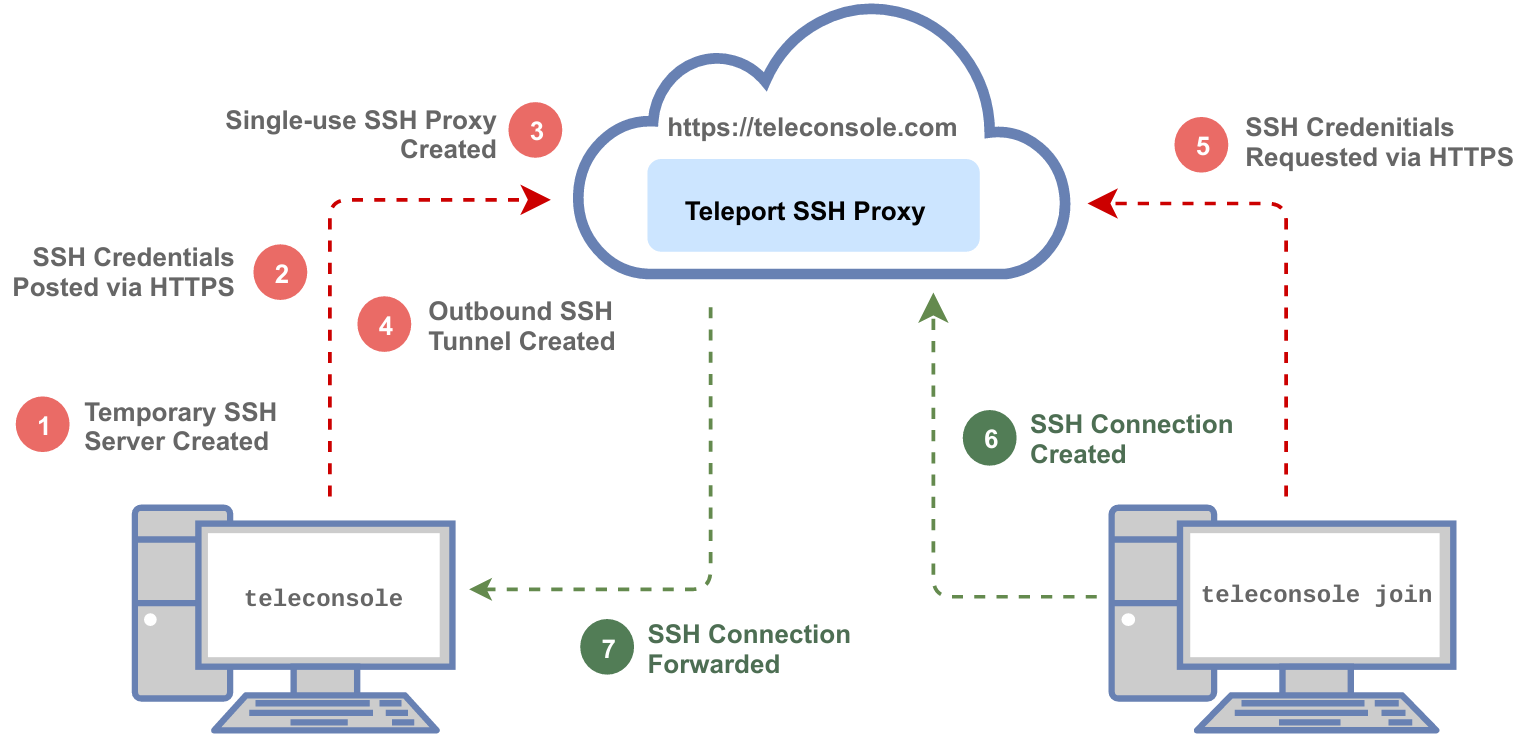 https://teleconsole.com
Teleport SSH Proxy
Single-use SSH Proxy
Created
3
SSH Credentials
Posted via HTTPS
2
4
Outbound SSH
Tunnel Created
1
Temporary SSH
Server Created
5
SSH Credenitials
Requested via HTTPS
6
SSH Connection
Created
teleconsole
teleconsole join
7
SSH Connection
Forwarded